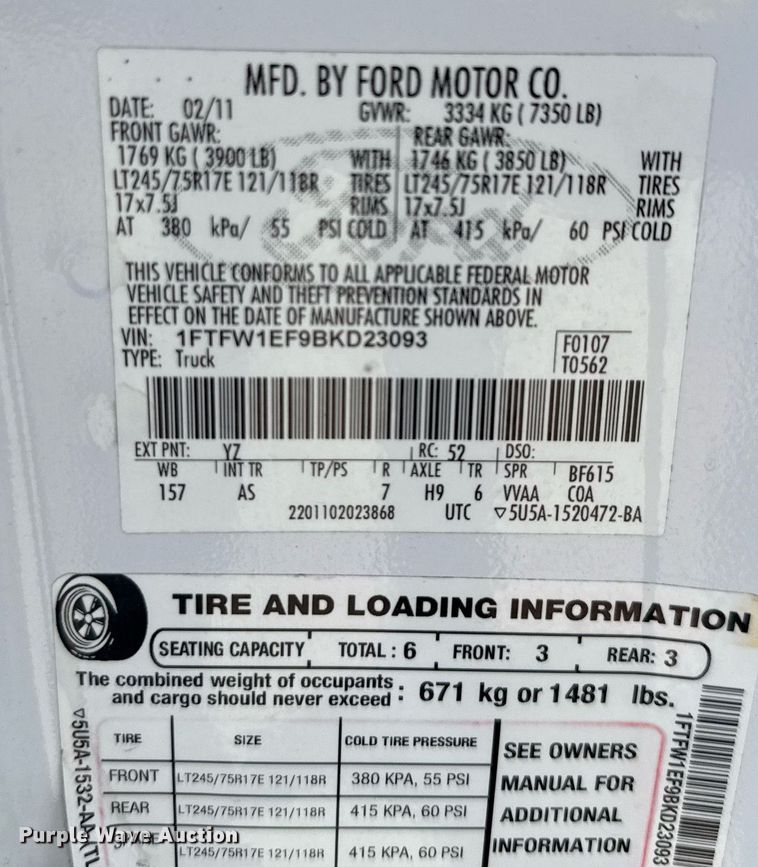 MFD. BY FORD MOTOR CO.
DATE: 02/11 GVWR: 3334 KG ( 7350 LB)
FRONT GAWR: REAR GAWR:
1769 KG ( 3900 LB) WITH 1746 KG ( 3850 LB) WITH
LT245/75R17E 121/118R TIRES LT245/75R17E 121/118R TIRES
17x7.5J RIMS 17x7.5J RIMS
AT 380 kPa/ 55 PSI COLD AT 415 kPa/ 60 PSI COLD
THIS VEHICLE CONFORMS TO ALL APPLICABLE FEDERAL MOTOR
VEHICLE SAFETY AND THEFT PREVENTION STANDARDS IN
EFFECT ON THE DATE OF MANUFACTURE SHOWN ABOVE.
VIN: 1FTFW1EF9BKD23093 F0107
TYPE: Truck T0562
EXT PNT: YZ RC: 52 DSO:
WB INT TR TP/PS R AXLE TR SPR BF615
157 AS 7 H9 6 VVAA COA
2201102023868 UTC ▽5U5A-1520472-BA
TIRE AND LOADING INFORMATION
SEATING CAPACITY TOTAL : 6 FRONT: 3 REAR: 3
The combined weight of occupants
and cargo should never exceed : 671 kg or 1481 lbs.
TIRE SIZE COLD TIRE PRESSURE
FRONT LT245/75R17E 121/118R 380 KPA, 55 PSI
REAR LT245/75R17E 121/118R 415 KPA, 60 PSI
LT245/75R17E 121/118R 415 KPA, 60 PSI
SEE OWNERS
MANUAL FOR
ADDITIONAL
INFORMATION
1FTFW1EF9BKD23093
Purple Wave Auction